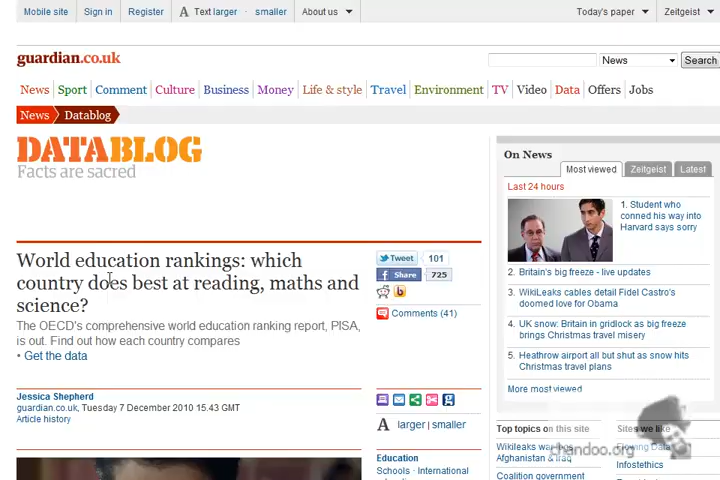 Mobile site Sign in Register A Text larger · smaller About us Today's paper Zeitgeist
guardian.co.uk
News Search
News Sport Comment Culture Business Money Life & style Travel Environment TV Video Data Offers Jobs
News Datablog
DATABLOG
Facts are sacred
World education rankings: which
country does best at reading, maths and
science?
The OECD's comprehensive world education ranking report, PISA,
is out. Find out how each country compares
• Get the data
Tweet 101
Share 725
Comments (41)
Jessica Shepherd
guardian.co.uk, Tuesday 7 December 2010 15.43 GMT
Article history
A larger | smaller
Education
Schools · International
On News
Most viewed Zeitgeist Latest
Last 24 hours
1. Student who
conned his way into
Harvard says sorry
2. Britain's big freeze - live updates
3. WikiLeaks cables detail Fidel Castro's
doomed love for Obama
4. UK snow: Britain in gridlock as big freeze
brings Christmas travel misery
5. Heathrow airport all but shut as snow hits
Christmas travel plans
More most viewed
Top topics on this site
Wikileaks war logs
Afghanistan & Iraq
Coalition government
Sites we like
Flowing Data
Infosthetics
chandoo.org